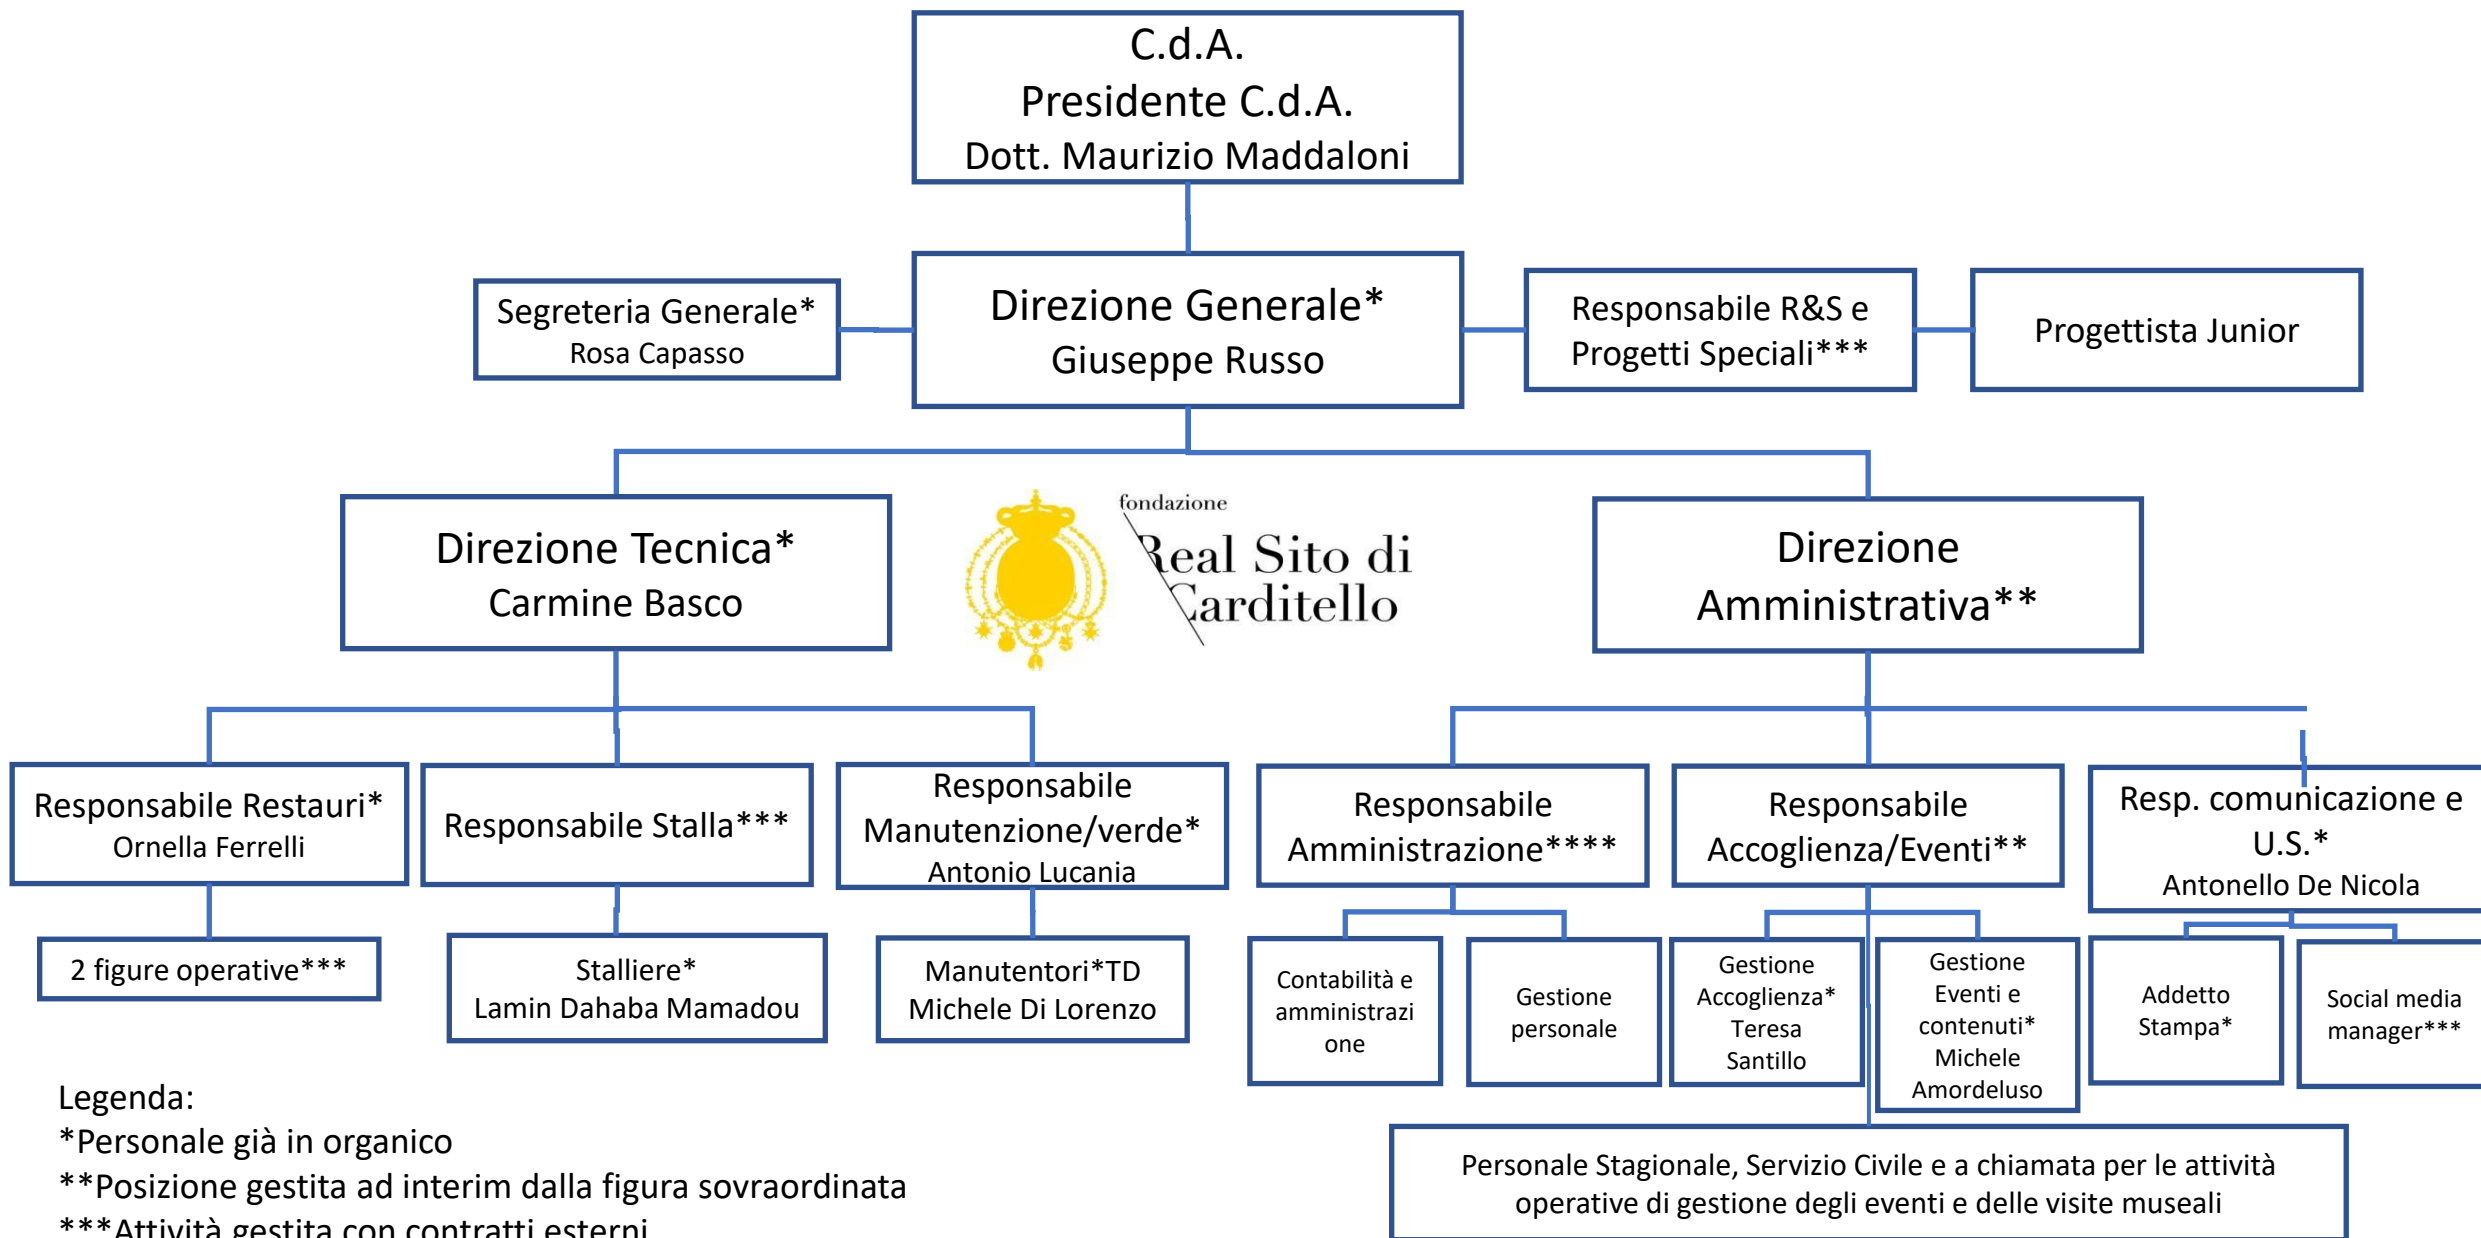 C.d.A.
Presidente C.d.A.
Dott. Maurizio Maddaloni
Segreteria Generale*
Rosa Capasso
Direzione Generale*
Giuseppe Russo
Responsabile R&S e
Progetti Speciali***
Progettista Junior
Direzione Tecnica*
Carmine Basco
fondazione
Real Sito di
Carditello
Direzione
Amministrativa**
Responsabile Restauri*
Ornella Ferrelli
Responsabile Stalla***
Responsabile
Manutenzione/verde*
Antonio Lucania
Responsabile
Amministrazione****
Responsabile
Accoglienza/Eventi**
Resp. comunicazione e
U.S.*
Antonello De Nicola
2 figure operative***
Stalliere*
Lamin Dahaba Mamadou
Manutentori*TD
Michele Di Lorenzo
Contabilità e
amministrazi
one
Gestione
personale
Gestione
Accoglienza*
Teresa
Santillo
Gestione
Eventi e
contenuti*
Michele
Amordeluso
Addetto
Stampa*
Social media
manager***
Legenda:
*Personale già in organico
**Posizione gestita ad interim dalla figura sovraordinata
***Attività gestita con contratti esterni
Personale Stagionale, Servizio Civile e a chiamata per le attività
operative di gestione degli eventi e delle visite museali